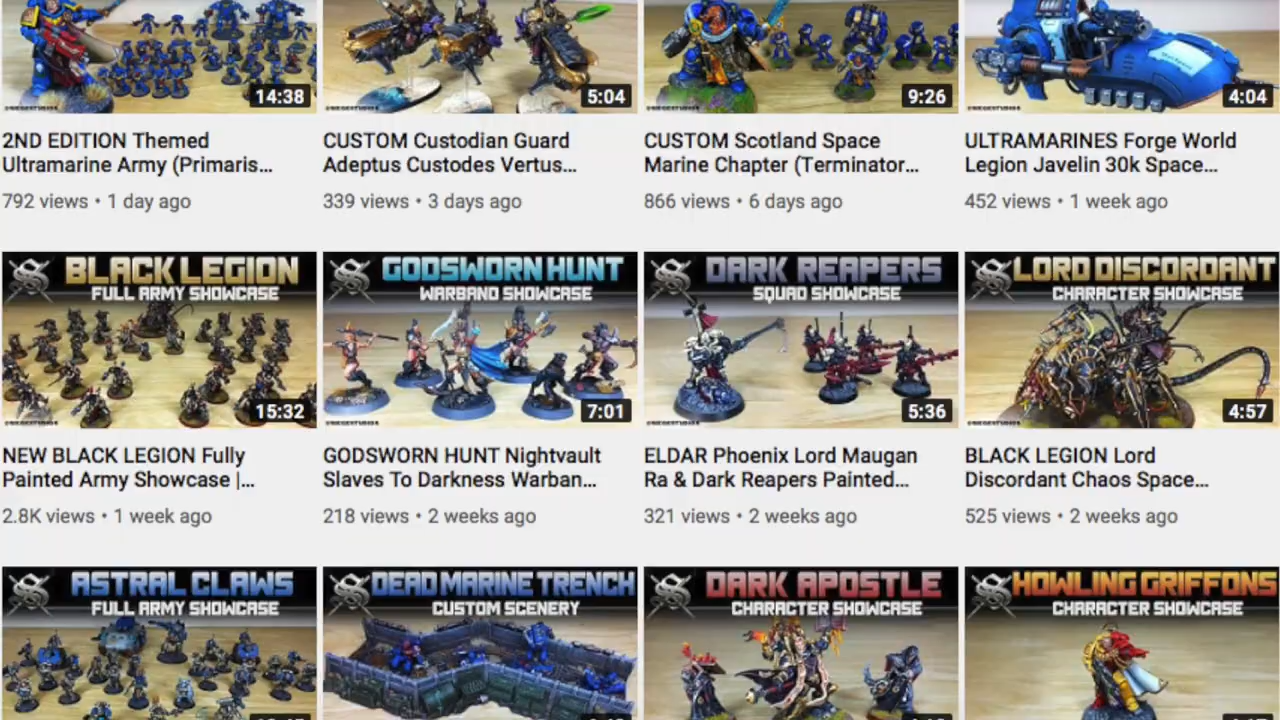 14:38
5:04
9:26
4:04
2ND EDITION Themed
Ultramarine Army (Primaris...
792 views • 1 day ago
CUSTOM Custodian Guard
Adeptus Custodes Vertus...
339 views • 3 days ago
CUSTOM Scotland Space
Marine Chapter (Terminator...
866 views • 6 days ago
ULTRAMARINES Forge World
Legion Javelin 30k Space...
452 views • 1 week ago
BLACK LEGION
FULL ARMY SHOWCASE
15:32
GODSWORN HUNT
WARBAND SHOWCASE
7:01
DARK REAPERS
SQUAD SHOWCASE
5:36
LORD DISCORDANT
CHARACTER SHOWCASE
4:57
NEW BLACK LEGION Fully
Painted Army Showcase |...
2.8K views • 1 week ago
GODSWORN HUNT Nightvault
Slaves To Darkness Warban...
218 views • 2 weeks ago
ELDAR Phoenix Lord Maugan
Ra & Dark Reapers Painted...
321 views • 2 weeks ago
BLACK LEGION Lord
Discordant Chaos Space...
525 views • 2 weeks ago
ASTRAL CLAWS
FULL ARMY SHOWCASE
DEAD MARINE TRENCH
CUSTOM SCENERY
DARK APOSTLE
CHARACTER SHOWCASE
HOWLING GRIFFONS
CHARACTER SHOWCASE